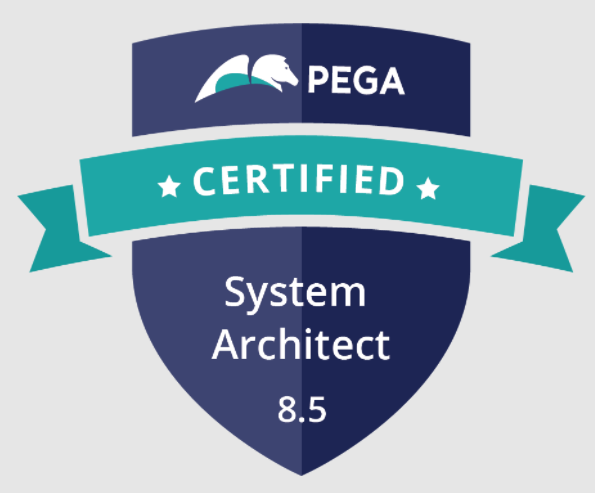 PEGA
CERTIFIED
System
Architect
8.5